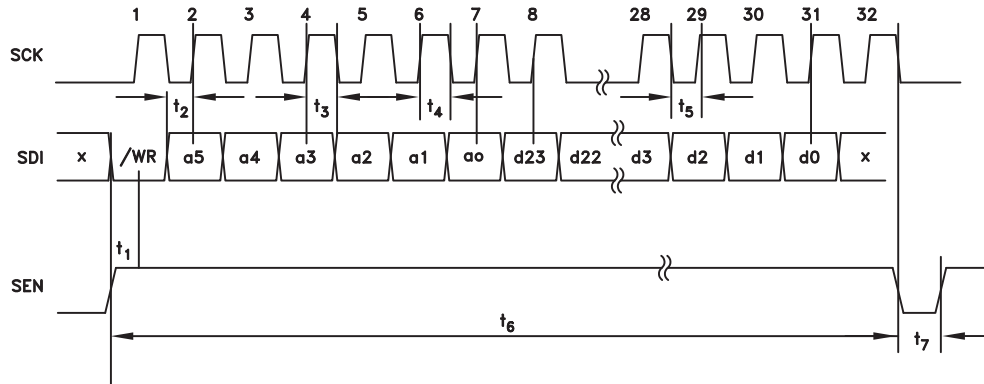 1 2 3 4 5 6 7 8 28 29 30 31 32
SCK
t2 t3 t4 t5
SDI x /WR a5 a4 a3 a2 a1 ao d23 d22 d3 d2 d1 d0 x
t1
SEN
t6
t7